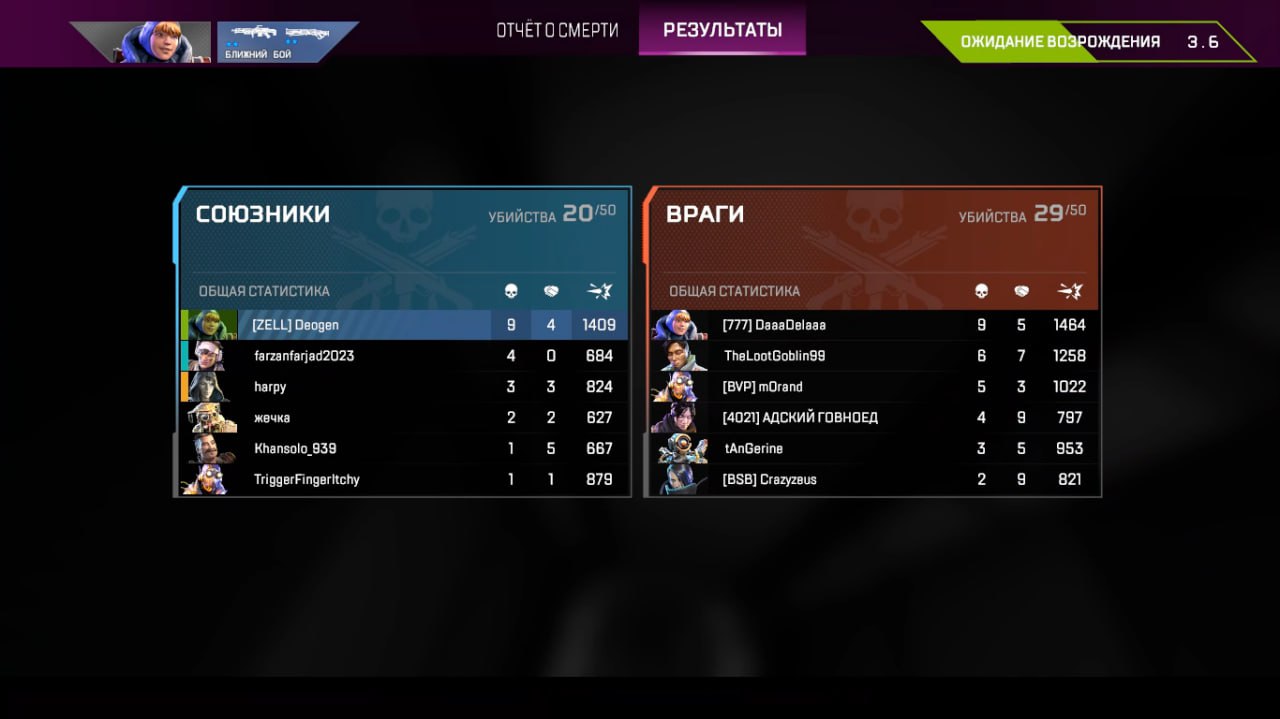 ОТЧЁТ О СМЕРТИ
РЕЗУЛЬТАТЫ
ОЖИДАНИЕ ВОЗРОЖДЕНИЯ 3.6
БЛИЖНИЙ БОЙ
СОЮЗНИКИ УБИЙСТВА 20/50
ОБЩАЯ СТАТИСТИКА
[ZELL] Deogen 9 4 1409
farzanfarjad2023 4 0 684
harpy 3 3 824
жечка 2 2 627
Khansolo_939 1 5 667
TriggerFingerItchy 1 1 879
ВРАГИ УБИЙСТВА 29/50
ОБЩАЯ СТАТИСТИКА
[777] DaaaDelaaa 9 5 1464
TheLootGoblin99 6 7 1258
[BVP] m0rand 5 3 1022
[4021] АДСКИЙ ГОВНОЕД 4 9 797
tAnGerine 3 5 953
[BSB] Crazyzeus 2 9 821